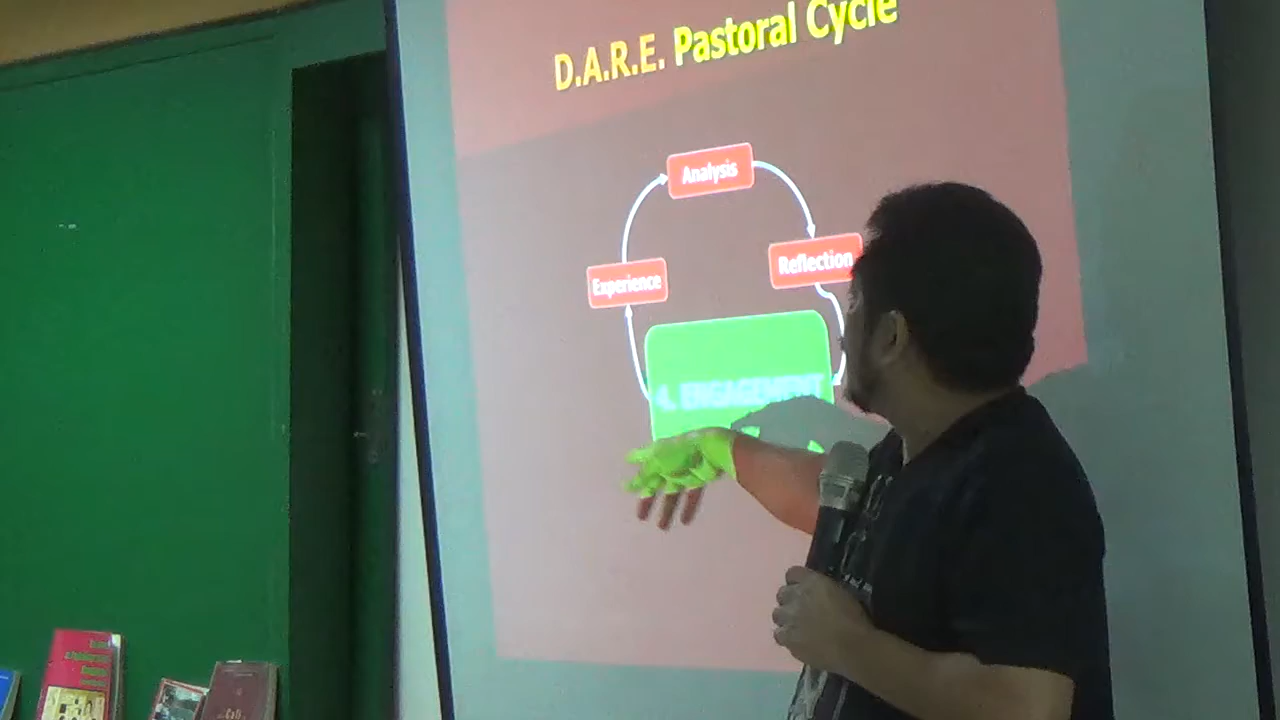 D.A.R.E. Pastoral Cycle
Analysis
Reflection
Experience
4. ENGAGEMENT